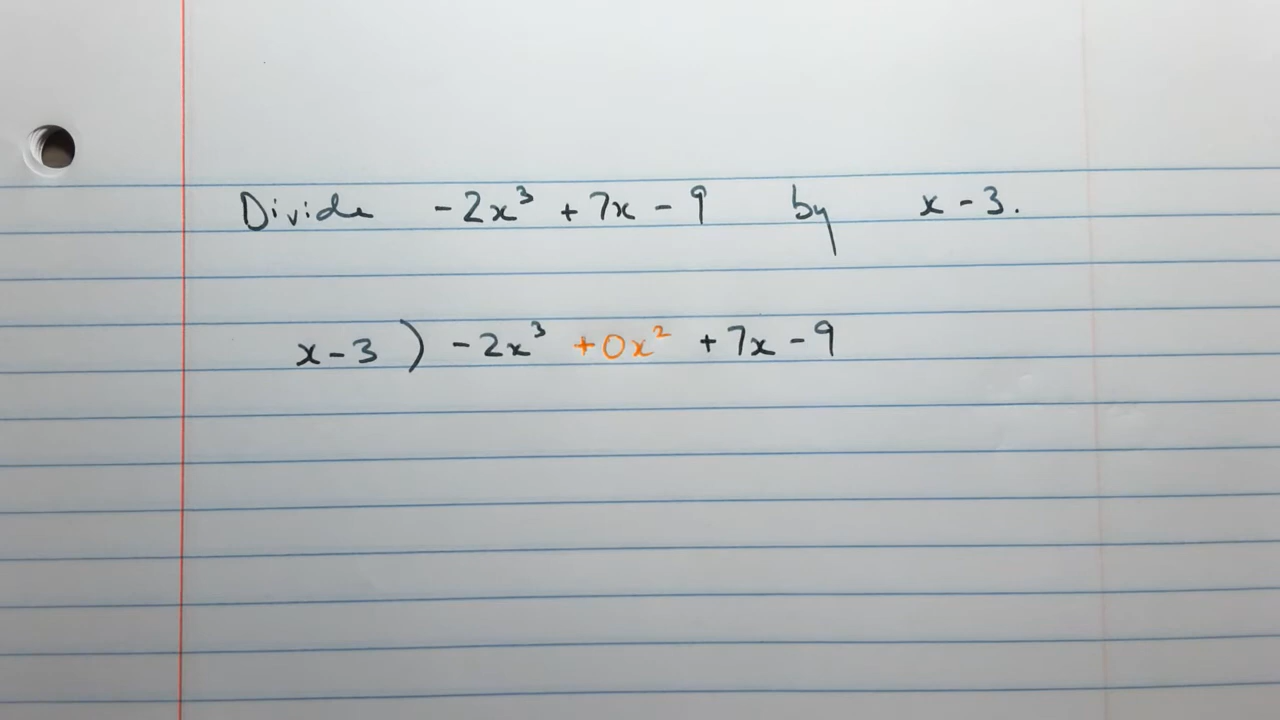 Divide -2x³ + 7x - 9 by x - 3.
x - 3 ) -2x³ + 0x² + 7x - 9